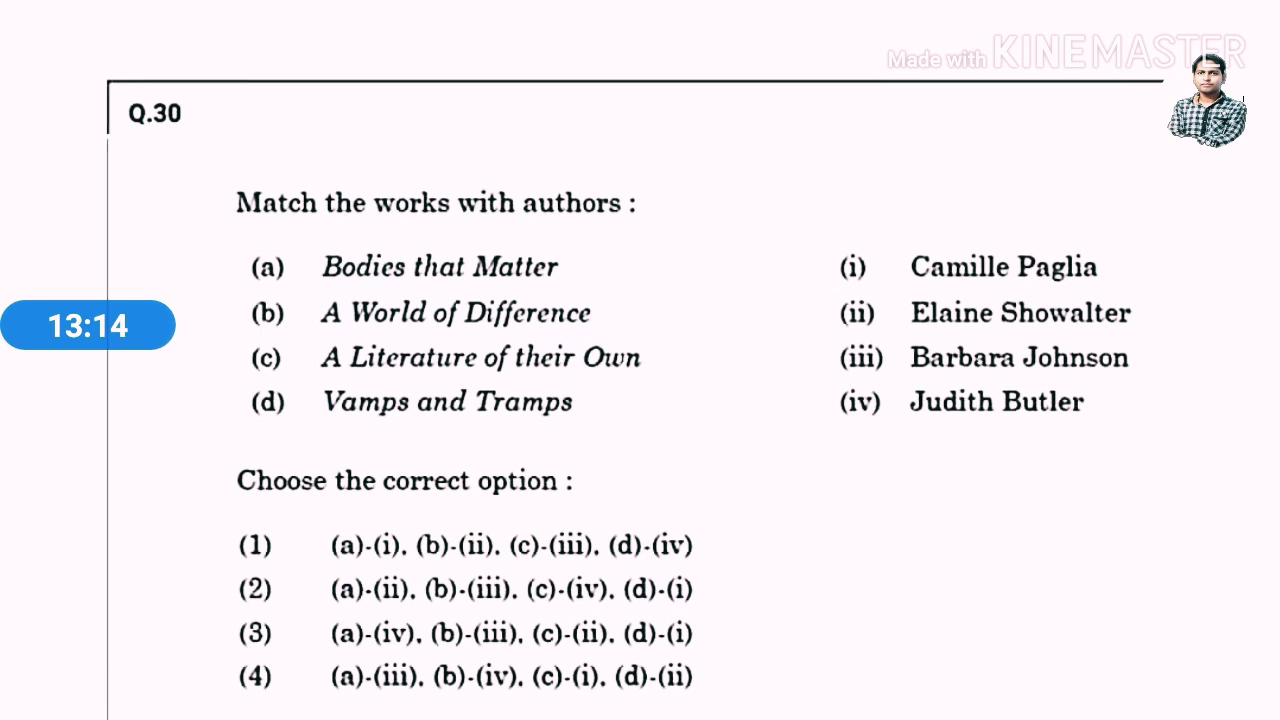 Made with KINEMASTER
Q.30
Match the works with authors :
(a) Bodies that Matter (i) Camille Paglia
(b) A World of Difference (ii) Elaine Showalter
13:14
(c) A Literature of their Own (iii) Barbara Johnson
(d) Vamps and Tramps (iv) Judith Butler
Choose the correct option :
(1) (a)-(i), (b)-(ii), (c)-(iii), (d)-(iv)
(2) (a)-(ii), (b)-(iii), (c)-(iv), (d)-(i)
(3) (a)-(iv), (b)-(iii), (c)-(ii), (d)-(i)
(4) (a)-(iii), (b)-(iv), (c)-(i), (d)-(ii)